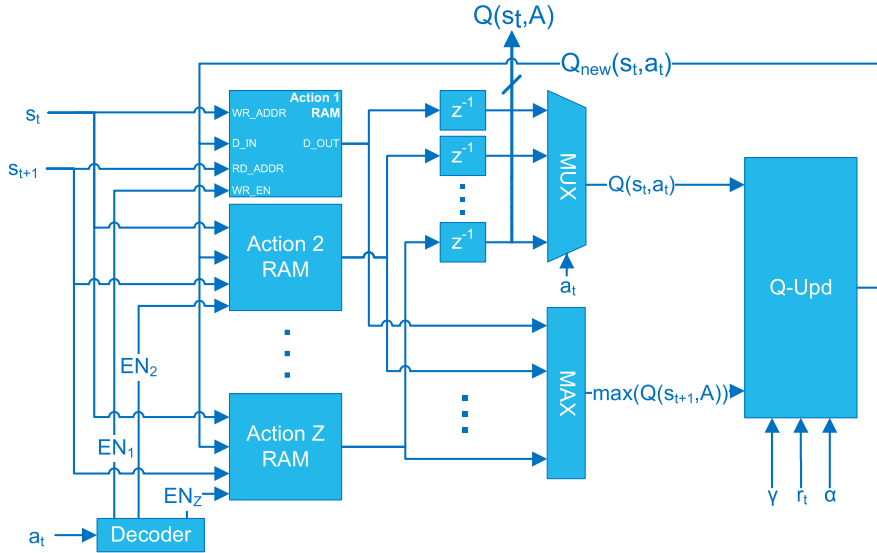 Q(st,A)
Qnew(st,at)
st
st+1
Action 1
RAM
WR_ADDR
D_IN
D_OUT
RD_ADDR
WR_EN
z-1
z-1
z-1
MUX
at
Q(st,at)
Action 2
RAM
Q-Upd
EN2
MAX
max(Q(st+1,A))
Action Z
RAM
EN1
ENZ
at
Decoder
γ
rt
α